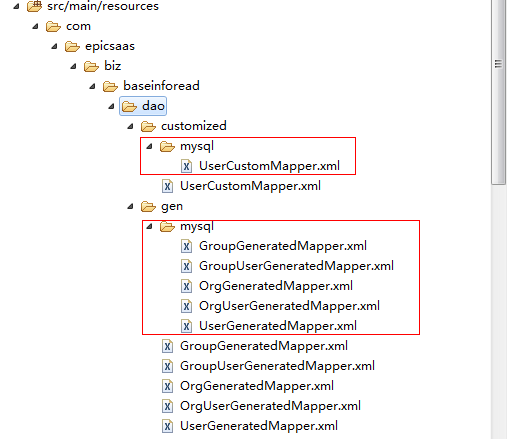 src/main/resources
com
epicsaas
biz
baseinforead
dao
customized
mysql
UserCustomMapper.xml
UserCustomMapper.xml
gen
mysql
GroupGeneratedMapper.xml
GroupUserGeneratedMapper.xml
OrgGeneratedMapper.xml
OrgUserGeneratedMapper.xml
UserGeneratedMapper.xml
GroupGeneratedMapper.xml
GroupUserGeneratedMapper.xml
OrgGeneratedMapper.xml
OrgUserGeneratedMapper.xml
UserGeneratedMapper.xml